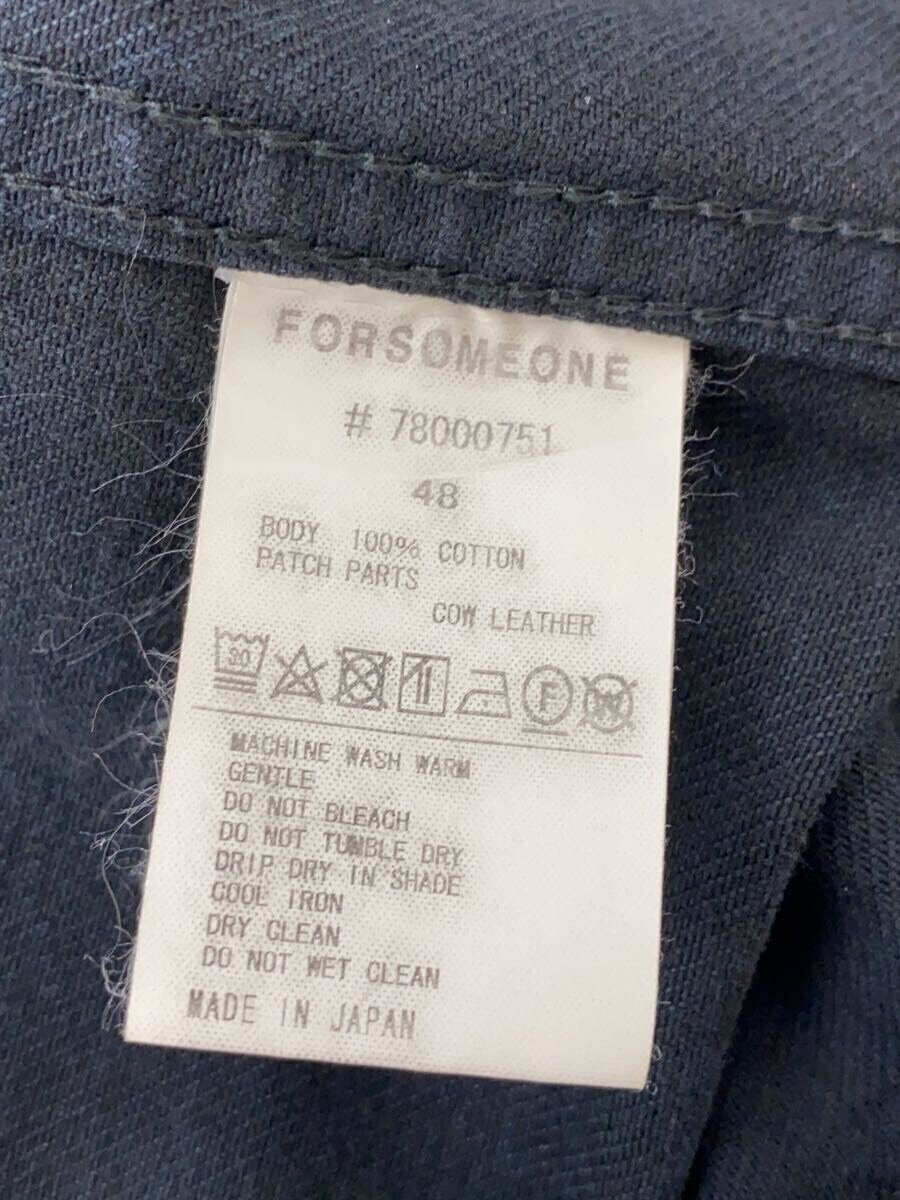 FORSOMEONE
# 78000751
48
BODY 100% COTTON
PATCH PARTS
COW LEATHER
30 F W
MACHINE WASH WARM
GENTLE
DO NOT BLEACH
DO NOT TUMBLE DRY
DRIP DRY IN SHADE
COOL IRON
DRY CLEAN
DO NOT WET CLEAN
MADE IN JAPAN